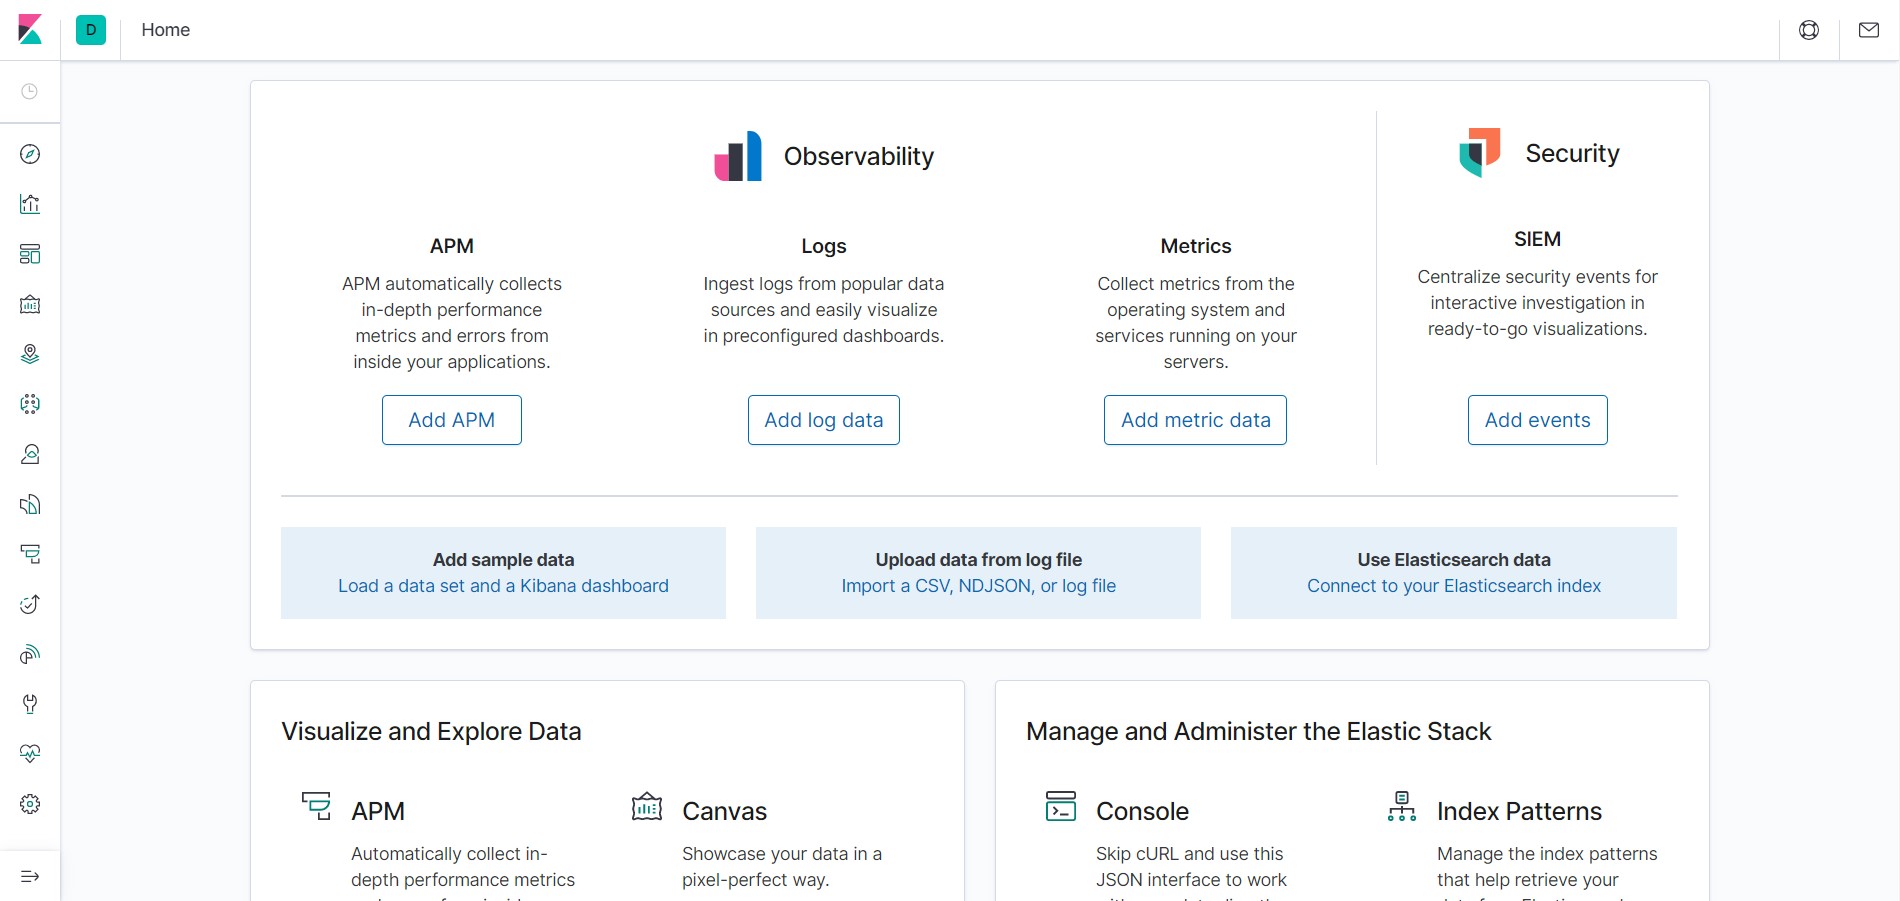 D
Home
Observability
Security
APM
APM automatically collects
in-depth performance
metrics and errors from
inside your applications.
Add APM
Logs
Ingest logs from popular data
sources and easily visualize
in preconfigured dashboards.
Add log data
Metrics
Collect metrics from the
operating system and
services running on your
servers.
Add metric data
SIEM
Centralize security events for
interactive investigation in
ready-to-go visualizations.
Add events
Add sample data
Load a data set and a Kibana dashboard
Upload data from log file
Import a CSV, NDJSON, or log file
Use Elasticsearch data
Connect to your Elasticsearch index
Visualize and Explore Data
APM
Automatically collect in-
depth performance metrics
Canvas
Showcase your data in a
pixel-perfect way.
Manage and Administer the Elastic Stack
Console
Skip cURL and use this
JSON interface to work
Index Patterns
Manage the index patterns
that help retrieve your